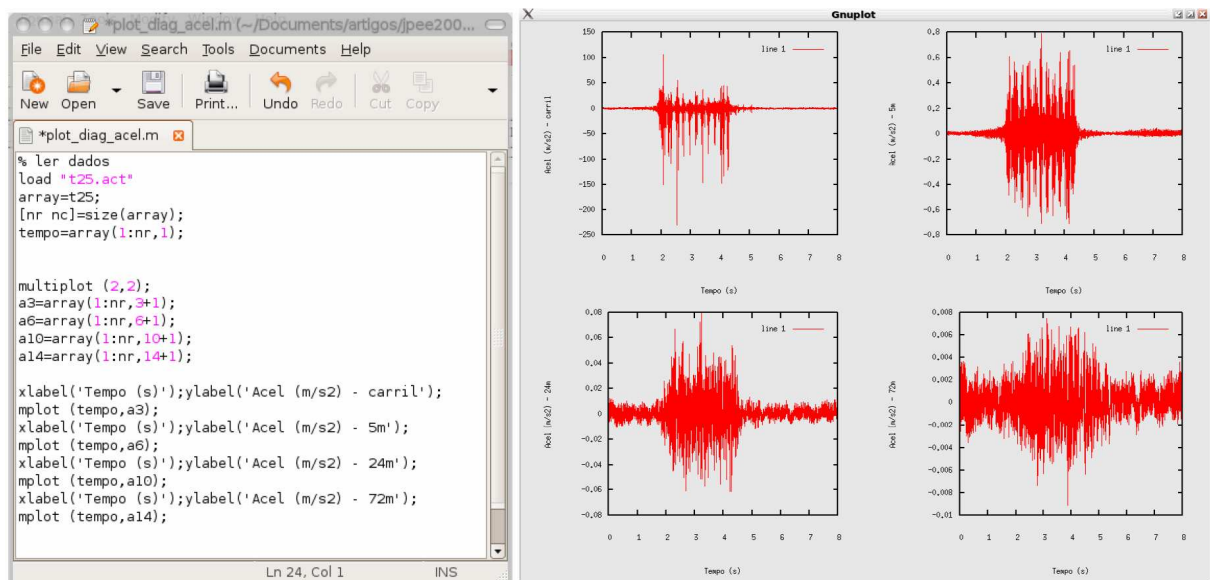 *plot_diag_acel.m (~/Documents/artigos/jpee200...
File Edit View Search Tools Documents Help
New Open Save Print... Undo Redo Cut Copy
*plot_diag_acel.m
% ler dados
load "t25.act"
array=t25;
[nr nc]=size(array);
tempo=array(1:nr,1);
multiplot (2,2);
a3=array(1:nr,3+1);
a6=array(1:nr,6+1);
a10=array(1:nr,10+1);
a14=array(1:nr,14+1);
xlabel('Tempo (s)');ylabel('Acel (m/s2) - carril');
mplot (tempo,a3);
xlabel('Tempo (s)');ylabel('Acel (m/s2) - 5m');
mplot (tempo,a6);
xlabel('Tempo (s)');ylabel('Acel (m/s2) - 24m');
mplot (tempo,a10);
xlabel('Tempo (s)');ylabel('Acel (m/s2) - 72m');
mplot (tempo,a14);
Ln 24, Col 1 INS
Gnuplot
Acel (m/s2) - carril
150
100
50
0
-50
-100
-150
-200
-250
line 1
0 1 2 3 4 5 6 7 8
Tempo (s)
Acel (m/s2) - 5m
0.8
0.6
0.4
0.2
0
-0.2
-0.4
-0.6
-0.8
line 1
0 1 2 3 4 5 6 7 8
Tempo (s)
Acel (m/s2) - 24m
0.08
0.06
0.04
0.02
0
-0.02
-0.04
-0.06
-0.08
line 1
0 1 2 3 4 5 6 7 8
Tempo (s)
Acel (m/s2) - 72m
0.008
0.006
0.004
0.002
0
-0.002
-0.004
-0.006
-0.008
-0.01
line 1
0 1 2 3 4 5 6 7 8
Tempo (s)